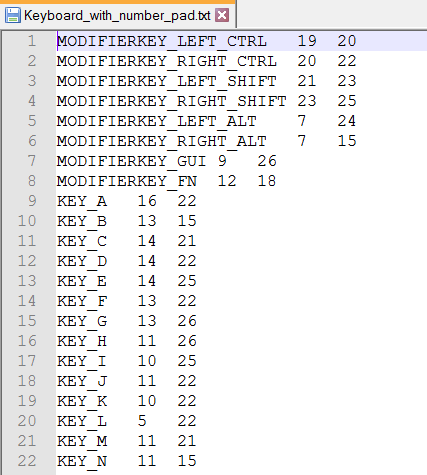 Keyboard_with_number_pad.txt
1 MODIFIERKEY_LEFT_CTRL 19 20
2 MODIFIERKEY_RIGHT_CTRL 20 22
3 MODIFIERKEY_LEFT_SHIFT 21 23
4 MODIFIERKEY_RIGHT_SHIFT 23 25
5 MODIFIERKEY_LEFT_ALT 7 24
6 MODIFIERKEY_RIGHT_ALT 7 15
7 MODIFIERKEY_GUI 9 26
8 MODIFIERKEY_FN 12 18
9 KEY_A 16 22
10 KEY_B 13 15
11 KEY_C 14 21
12 KEY_D 14 22
13 KEY_E 14 25
14 KEY_F 13 22
15 KEY_G 13 26
16 KEY_H 11 26
17 KEY_I 10 25
18 KEY_J 11 22
19 KEY_K 10 22
20 KEY_L 5 22
21 KEY_M 11 21
22 KEY_N 11 15